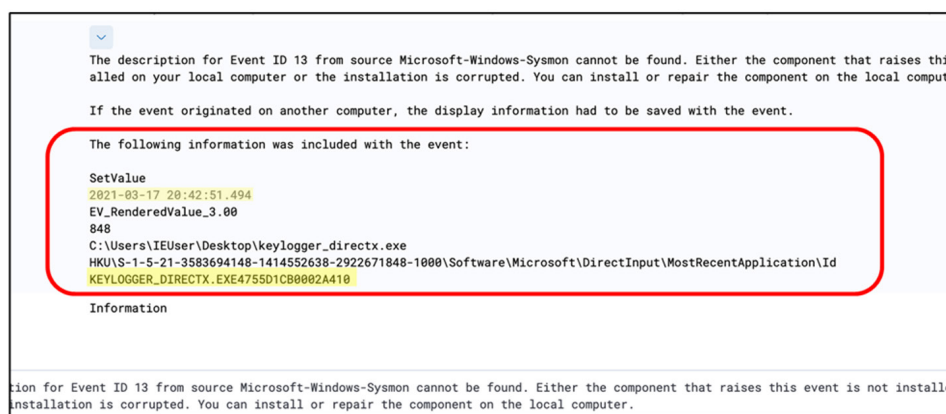 The description for Event ID 13 from source Microsoft-Windows-Sysmon cannot be found. Either the component that raises thi
alled on your local computer or the installation is corrupted. You can install or repair the component on the local comput
If the event originated on another computer, the display information had to be saved with the event.
The following information was included with the event:
SetValue
2021-03-17 20:42:51.494
EV_RenderedValue_3.00
848
C:\Users\IEUser\Desktop\keylogger_directx.exe
HKU\S-1-5-21-3583694148-1414552638-2922671848-1000\Software\Microsoft\DirectInput\MostRecentApplication\Id
KEYLOGGER_DIRECTX.EXE4755D1CB0002A410
Information
tion for Event ID 13 from source Microsoft-Windows-Sysmon cannot be found. Either the component that raises this event is not installe
installation is corrupted. You can install or repair the component on the local computer.